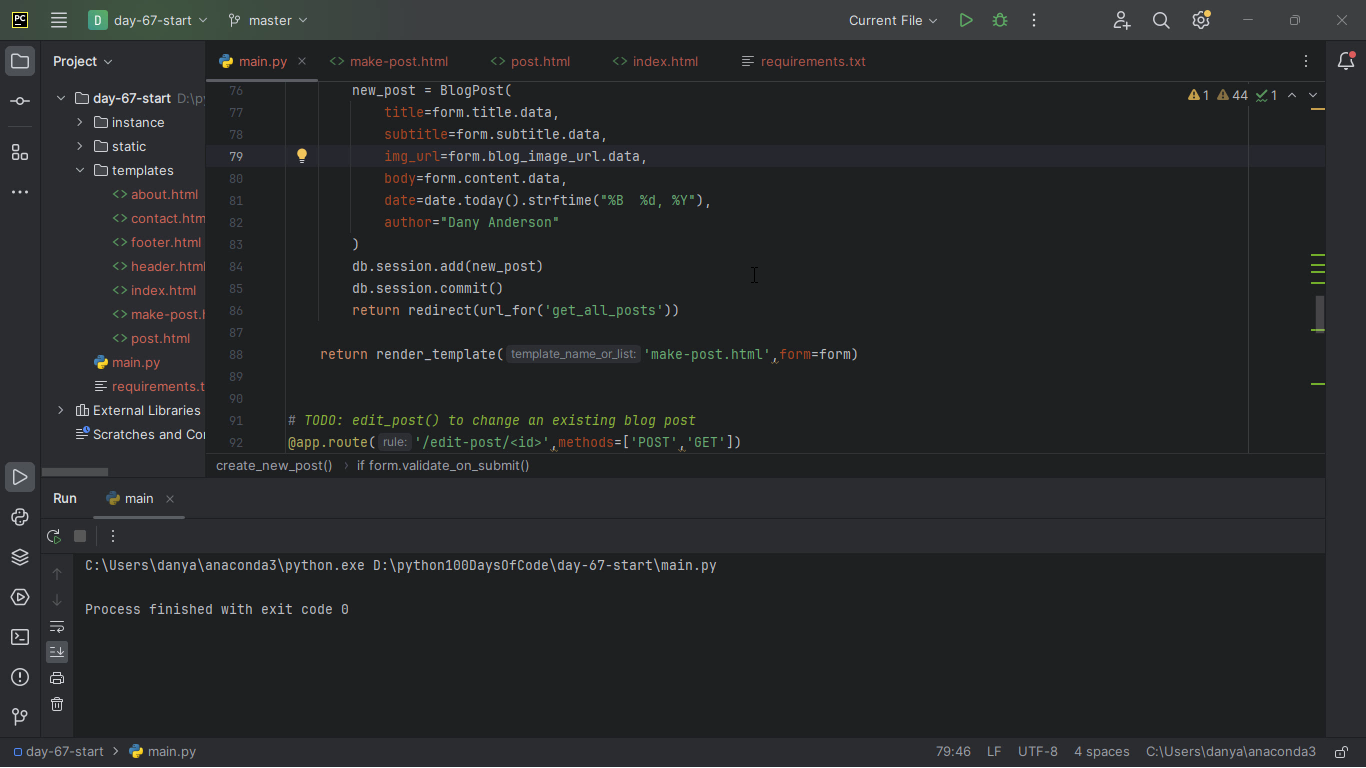 PC
D day-67-start master Current File
Project
main.py make-post.html post.html index.html requirements.txt
day-67-start D:\p
instance
static
templates
about.html
contact.htm
footer.html
header.html
index.html
make-post.
post.html
main.py
requirements.t
External Libraries
Scratches and Co
1 44 1
76 new_post = BlogPost(
77 title=form.title.data,
78 subtitle=form.subtitle.data,
79 img_url=form.blog_image_url.data,
80 body=form.content.data,
81 date=date.today().strftime("%B  %d, %Y"),
82 author="Dany Anderson"
83 )
84 db.session.add(new_post)
85 db.session.commit()
86 return redirect(url_for('get_all_posts'))
87
88 return render_template( template_name_or_list: 'make-post.html',form=form)
89
90
91 # TODO: edit_post() to change an existing blog post
92 @app.route( rule: '/edit-post/<id>',methods=['POST','GET'])
create_new_post() › if form.validate_on_submit()
Run main
C:\Users\danya\anaconda3\python.exe D:\python100DaysOfCode\day-67-start\main.py
Process finished with exit code 0
day-67-start > main.py 79:46 LF UTF-8 4 spaces C:\Users\danya\anaconda3